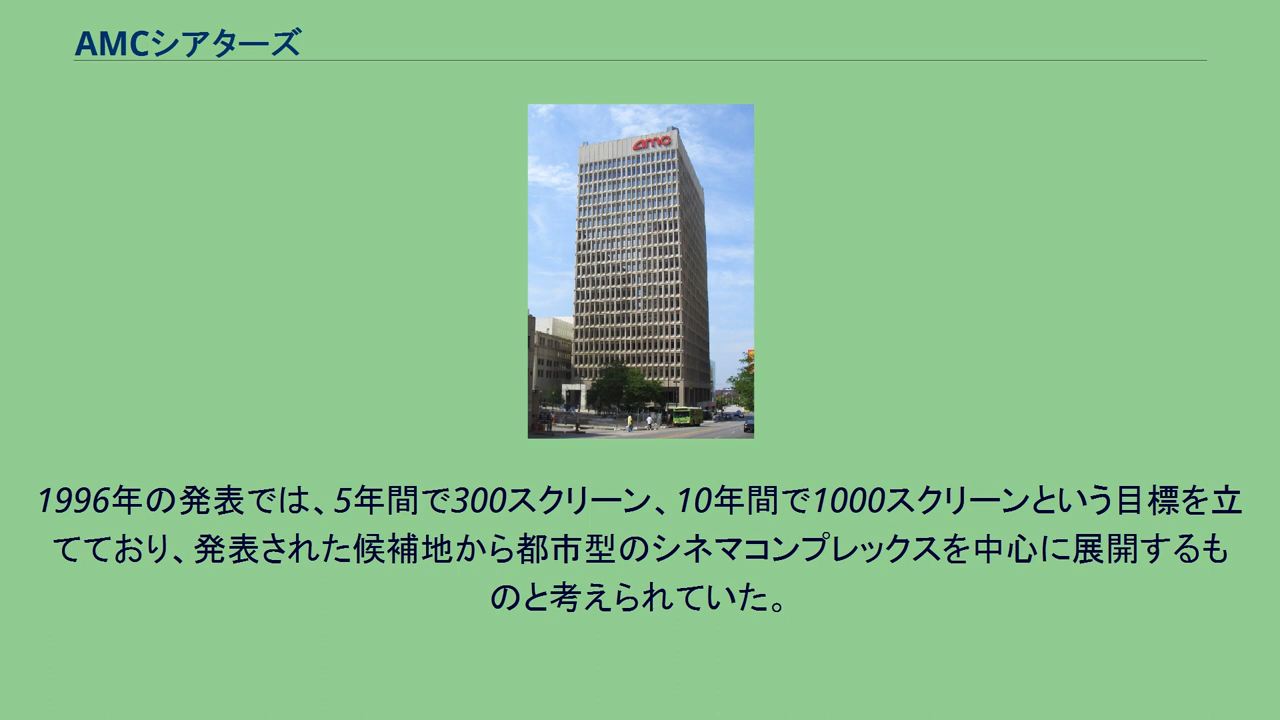 AMCシアターズ
amc
1996年の発表では、5年間で300スクリーン、10年間で1000スクリーンという目標を立
てており、発表された候補地から都市型のシネマコンプレックスを中心に展開するも
のと考えられていた。